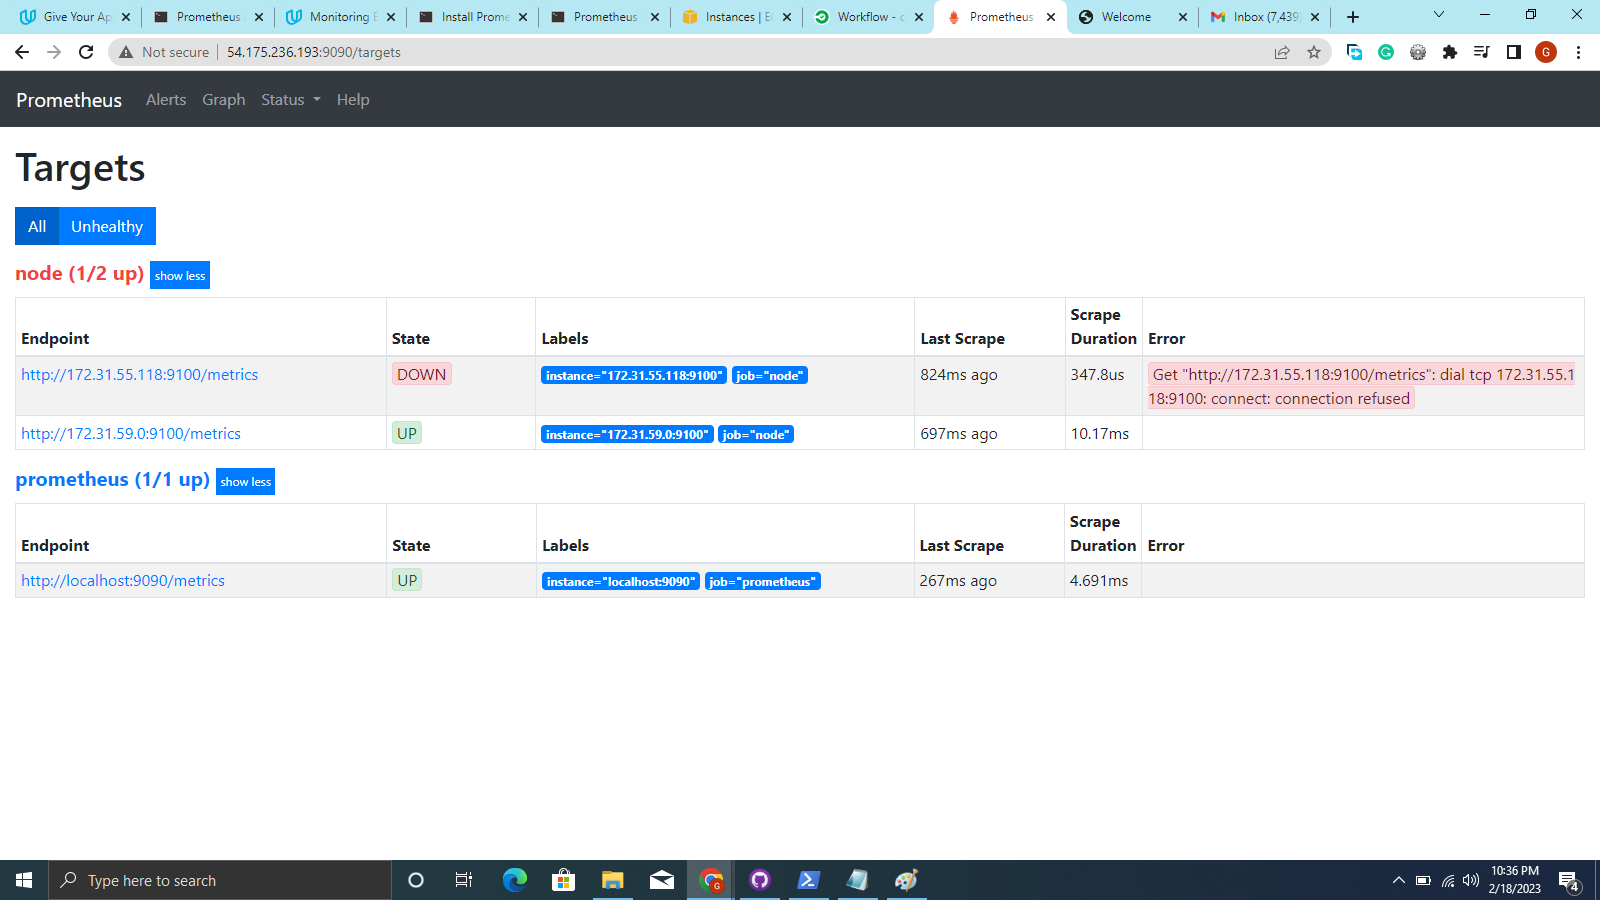 Give Your Ap
Prometheus
Monitoring E
Install Prome
Prometheus
Instances | E
Workflow - c
Prometheus
Welcome
Inbox (7,439)
Not secure
54.175.236.193:9090/targets
G
Prometheus
Alerts
Graph
Status
Help
Targets
All
Unhealthy
node (1/2 up)
show less
Endpoint
State
Labels
Last Scrape
Scrape
Duration
Error
http://172.31.55.118:9100/metrics
DOWN
instance="172.31.55.118:9100"
job="node"
824ms ago
347.8us
Get "http://172.31.55.118:9100/metrics": dial tcp 172.31.55.1
18:9100: connect: connection refused
http://172.31.59.0:9100/metrics
UP
instance="172.31.59.0:9100"
job="node"
697ms ago
10.17ms
prometheus (1/1 up)
show less
Endpoint
State
Labels
Last Scrape
Scrape
Duration
Error
http://localhost:9090/metrics
UP
instance="localhost:9090"
job="prometheus"
267ms ago
4.691ms
Type here to search
G
10:36 PM
2/18/2023
4